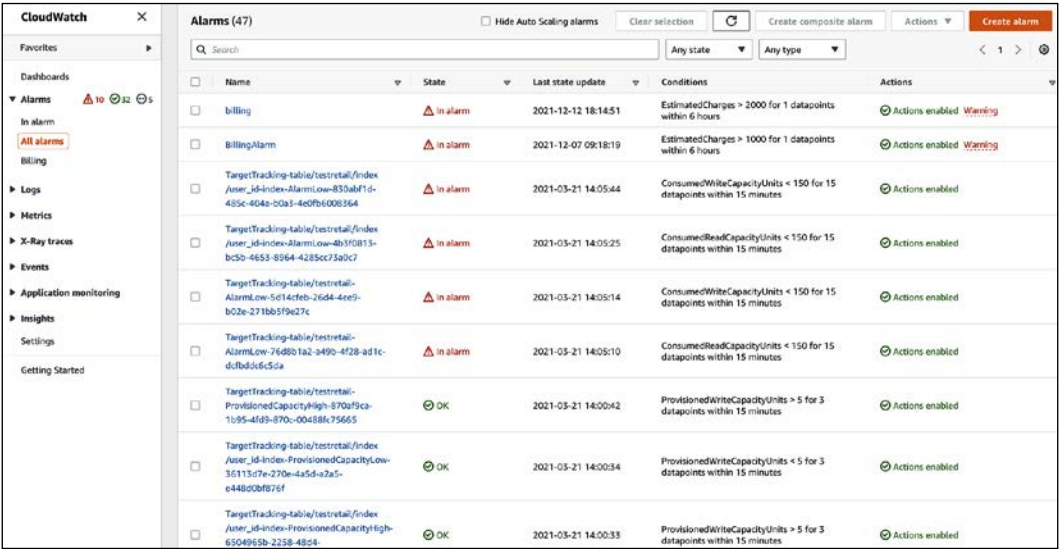 CloudWatch
Favorites
Dashboards
Alarms 10 32 5
In alarm
All alarms
Billing
Logs
Metrics
X-Ray traces
Events
Application monitoring
Insights
Settings
Getting Started
Alarms (47)
Hide Auto Scaling alarms
Clear selection
Create composite alarm
Actions
Create alarm
Search
Any state
Any type
1
Name State Last state update Conditions Actions
billing
In alarm
2021-12-12 18:14:51
EstimatedCharges > 2000 for 1 datapoints
within 6 hours
Actions enabled Warning
BillingAlarm
In alarm
2021-12-07 09:18:19
EstimatedCharges > 1000 for 1 datapoints
within 6 hours
Actions enabled Warning
TargetTracking-table/testretail/index
/user_id-index-AlarmLow-830abf1d-
485c-404a-b0a3-4e0fb6008364
In alarm
2021-03-21 14:05:44
ConsumedWriteCapacityUnits < 150 for 15
datapoints within 15 minutes
Actions enabled
TargetTracking-table/testretail/index
/user_id-index-AlarmLow-4b3f0813-
bc5b-4653-8964-4285cc73a0c7
In alarm
2021-03-21 14:05:25
ConsumedReadCapacityUnits < 150 for 15
datapoints within 15 minutes
Actions enabled
TargetTracking-table/testretail-
AlarmLow-5d14cfeb-26d4-4ee9-
b02e-271bb5f9e27c
In alarm
2021-03-21 14:05:14
ConsumedWriteCapacityUnits < 150 for 15
datapoints within 15 minutes
Actions enabled
TargetTracking-table/testretail-
AlarmLow-76d8b1a2-a49b-4f28-ad1c-
dcfbddc6c5da
In alarm
2021-03-21 14:05:10
ConsumedReadCapacityUnits < 150 for 15
datapoints within 15 minutes
Actions enabled
TargetTracking-table/testretail-
ProvisionedCapacityHigh-870af9ca-
1b95-4fd9-870c-00488fc75665
OK
2021-03-21 14:00:42
ProvisionedWriteCapacityUnits > 5 for 3
datapoints within 15 minutes
Actions enabled
TargetTracking-table/testretail/index
/user_id-index-ProvisionedCapacityLow-
36113d7e-270e-4a5d-a2a5-
e448d0bf876f
OK
2021-03-21 14:00:34
ProvisionedWriteCapacityUnits < 5 for 3
datapoints within 15 minutes
Actions enabled
TargetTracking-table/testretail/index
/user_id-index-ProvisionedCapacityHigh-
6504965b-2258-48d4-
OK
2021-03-21 14:00:33
ProvisionedWriteCapacityUnits > 5 for 3
datapoints within 15 minutes
Actions enabled